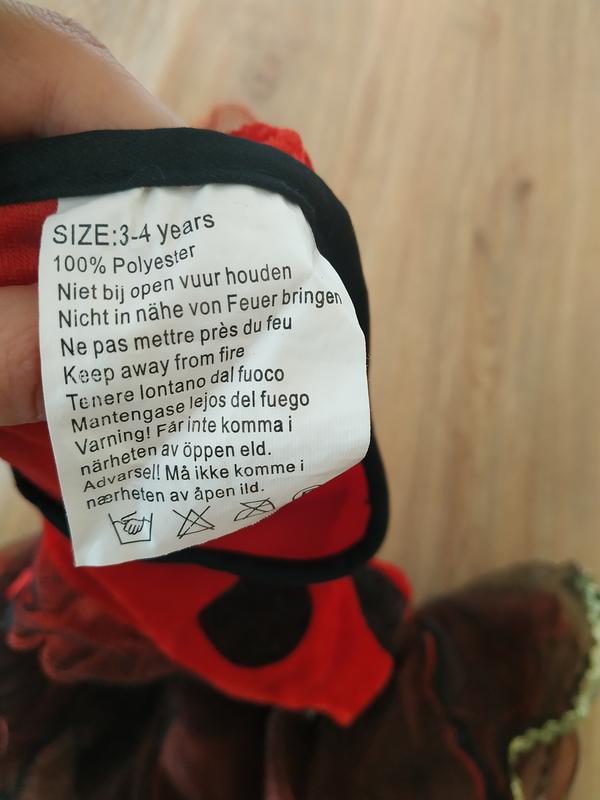 SIZE:3-4 years
100% Polyester
Niet bij open vuur houden
Nicht in nähe von Feuer bringen
Ne pas mettre près du feu
Keep away from fire
Tenere lontano dal fuoco
Mantengase lejos del fuego
Varning! Får inte komma i
närheten av öppen eld.
Advarsel! Må ikke komme i
nærheten av åpen ild.